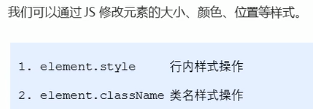 我们可以通过 JS 修改元素的大小、颜色、位置等样式。
1. element.style 行内样式操作
2. element.className 类名样式操作